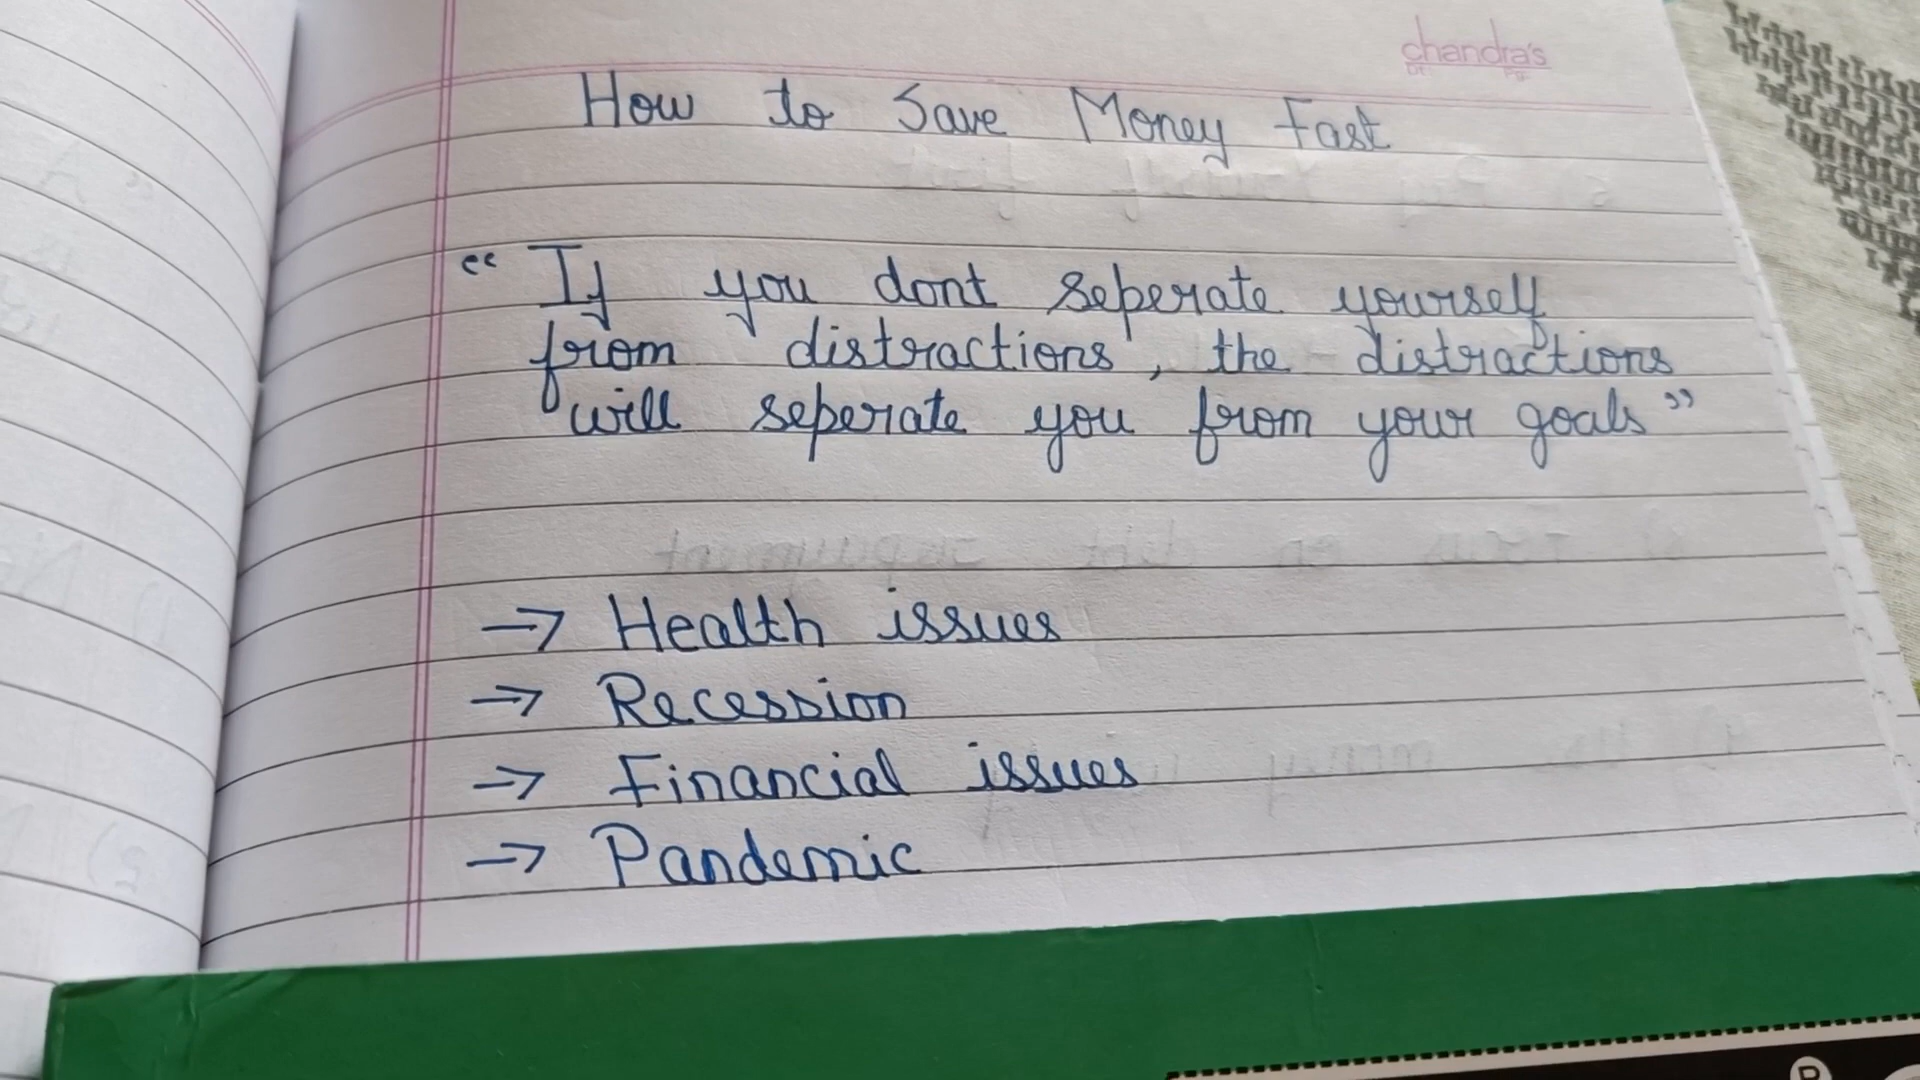 chandra's
How to Save Money Fast
“ If you dont seperate yourself
from distractions, the distractions
will seperate you from your goals ”
→ Health issues
→ Recession
→ Financial issues
→ Pandemic